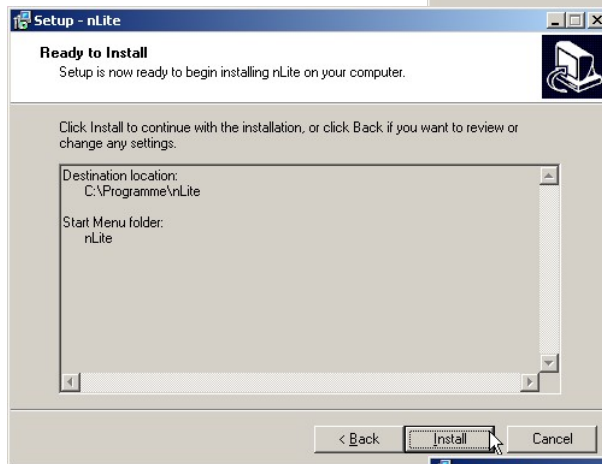 Setup - nLite
Ready to Install
Setup is now ready to begin installing nLite on your computer.
Click Install to continue with the installation, or click Back if you want to review or
change any settings.
Destination location:
C:\Programme\nLite
Start Menu folder:
nLite
< Back
Install
Cancel